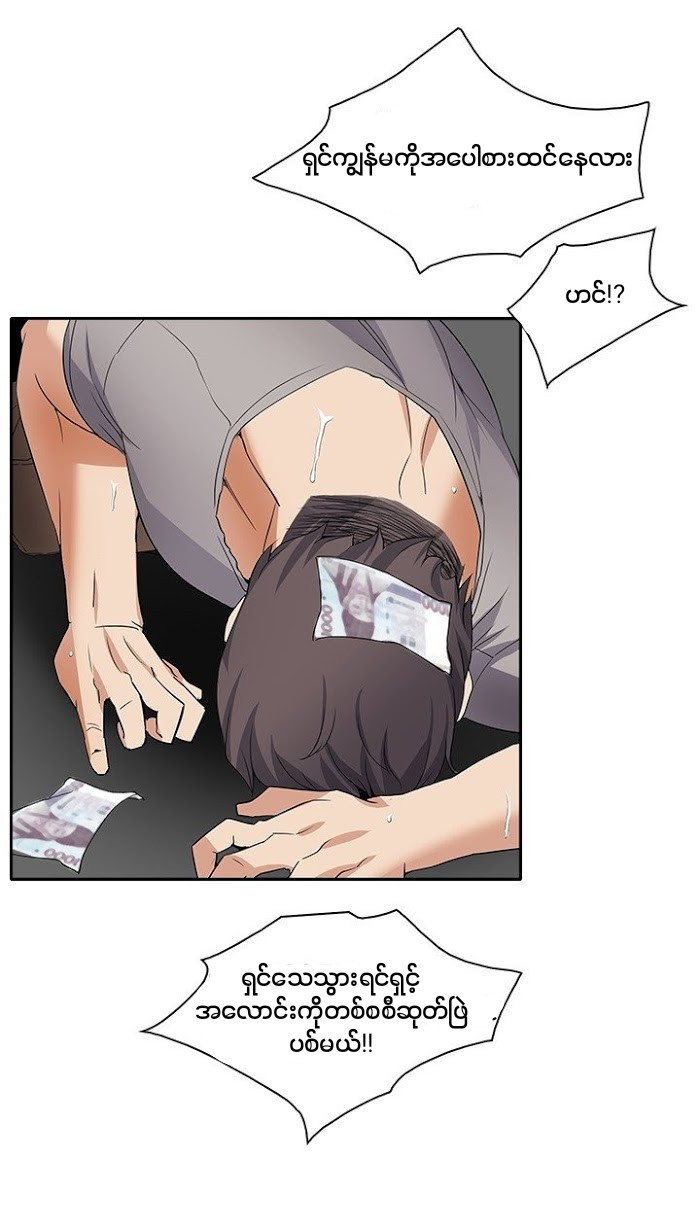 ရှင်ကျွန်မကိုအပေါစားထင်နေလား
ဟင်!?
ရှင်သေသွားရင်ရှင့်
အလောင်းကိုတစ်စစီဆုတ်ဖြဲ
ပစ်မယ်!!